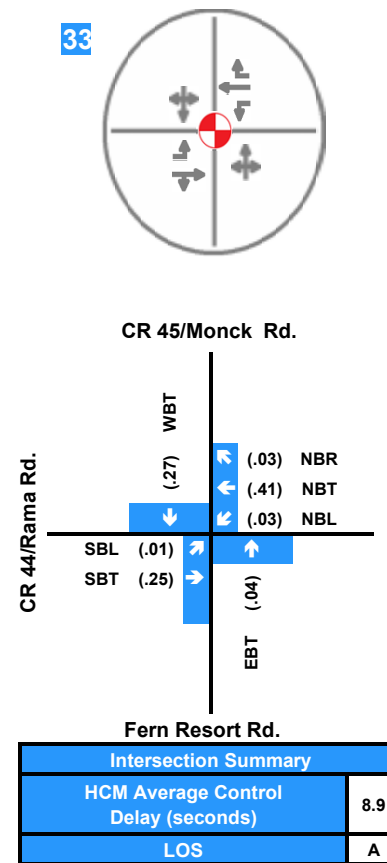 33
CR 45/Monck Rd.
WBT
(.27)
CR 44/Rama Rd.
(.03) NBR
(.41) NBT
(.03) NBL
SBL (.01)
SBT (.25)
(.04)
EBT
Fern Resort Rd.
Intersection Summary
HCM Average Control
Delay (seconds)
8.9
LOS A